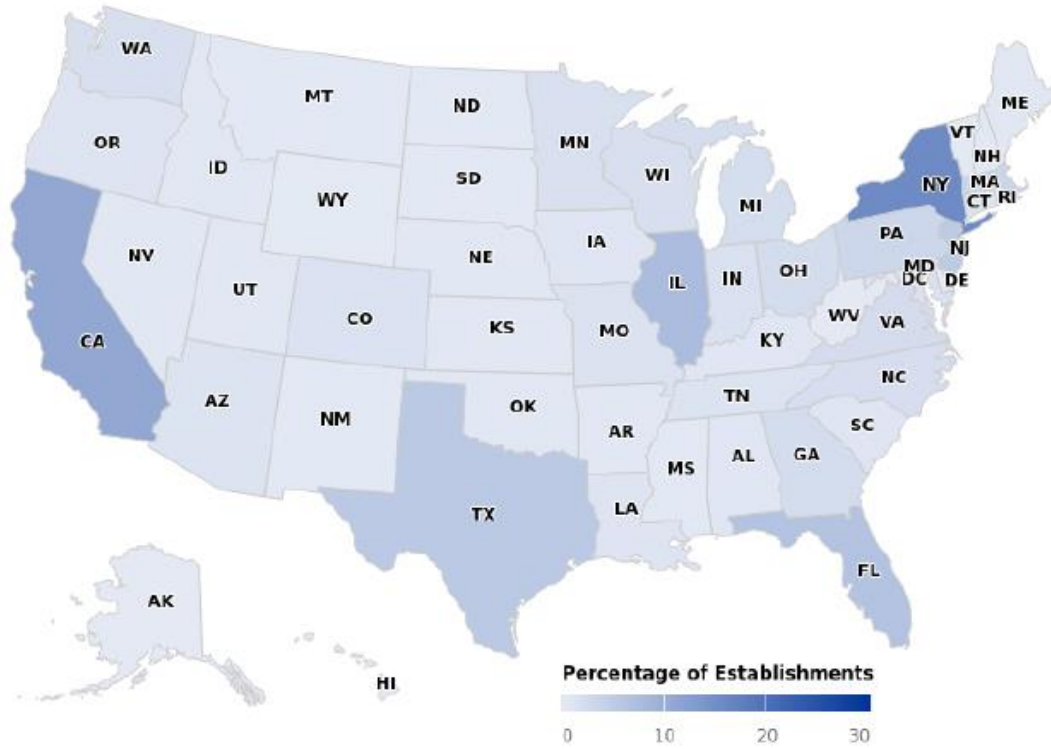 WA
MT
ND
ME
OR
MN
VT
ID
SD
WI
NH
NY
MA
WY
MI
CT RI
IA
PA
NV
NE
NJ
UT
IL
IN
OH
MD
DC DE
CO
KS
MO
WV
VA
CA
KY
AZ
NM
OK
TN
NC
AR
SC
MS
AL
GA
LA
TX
FL
AK
HI
Percentage of Establishments
0 10 20 30